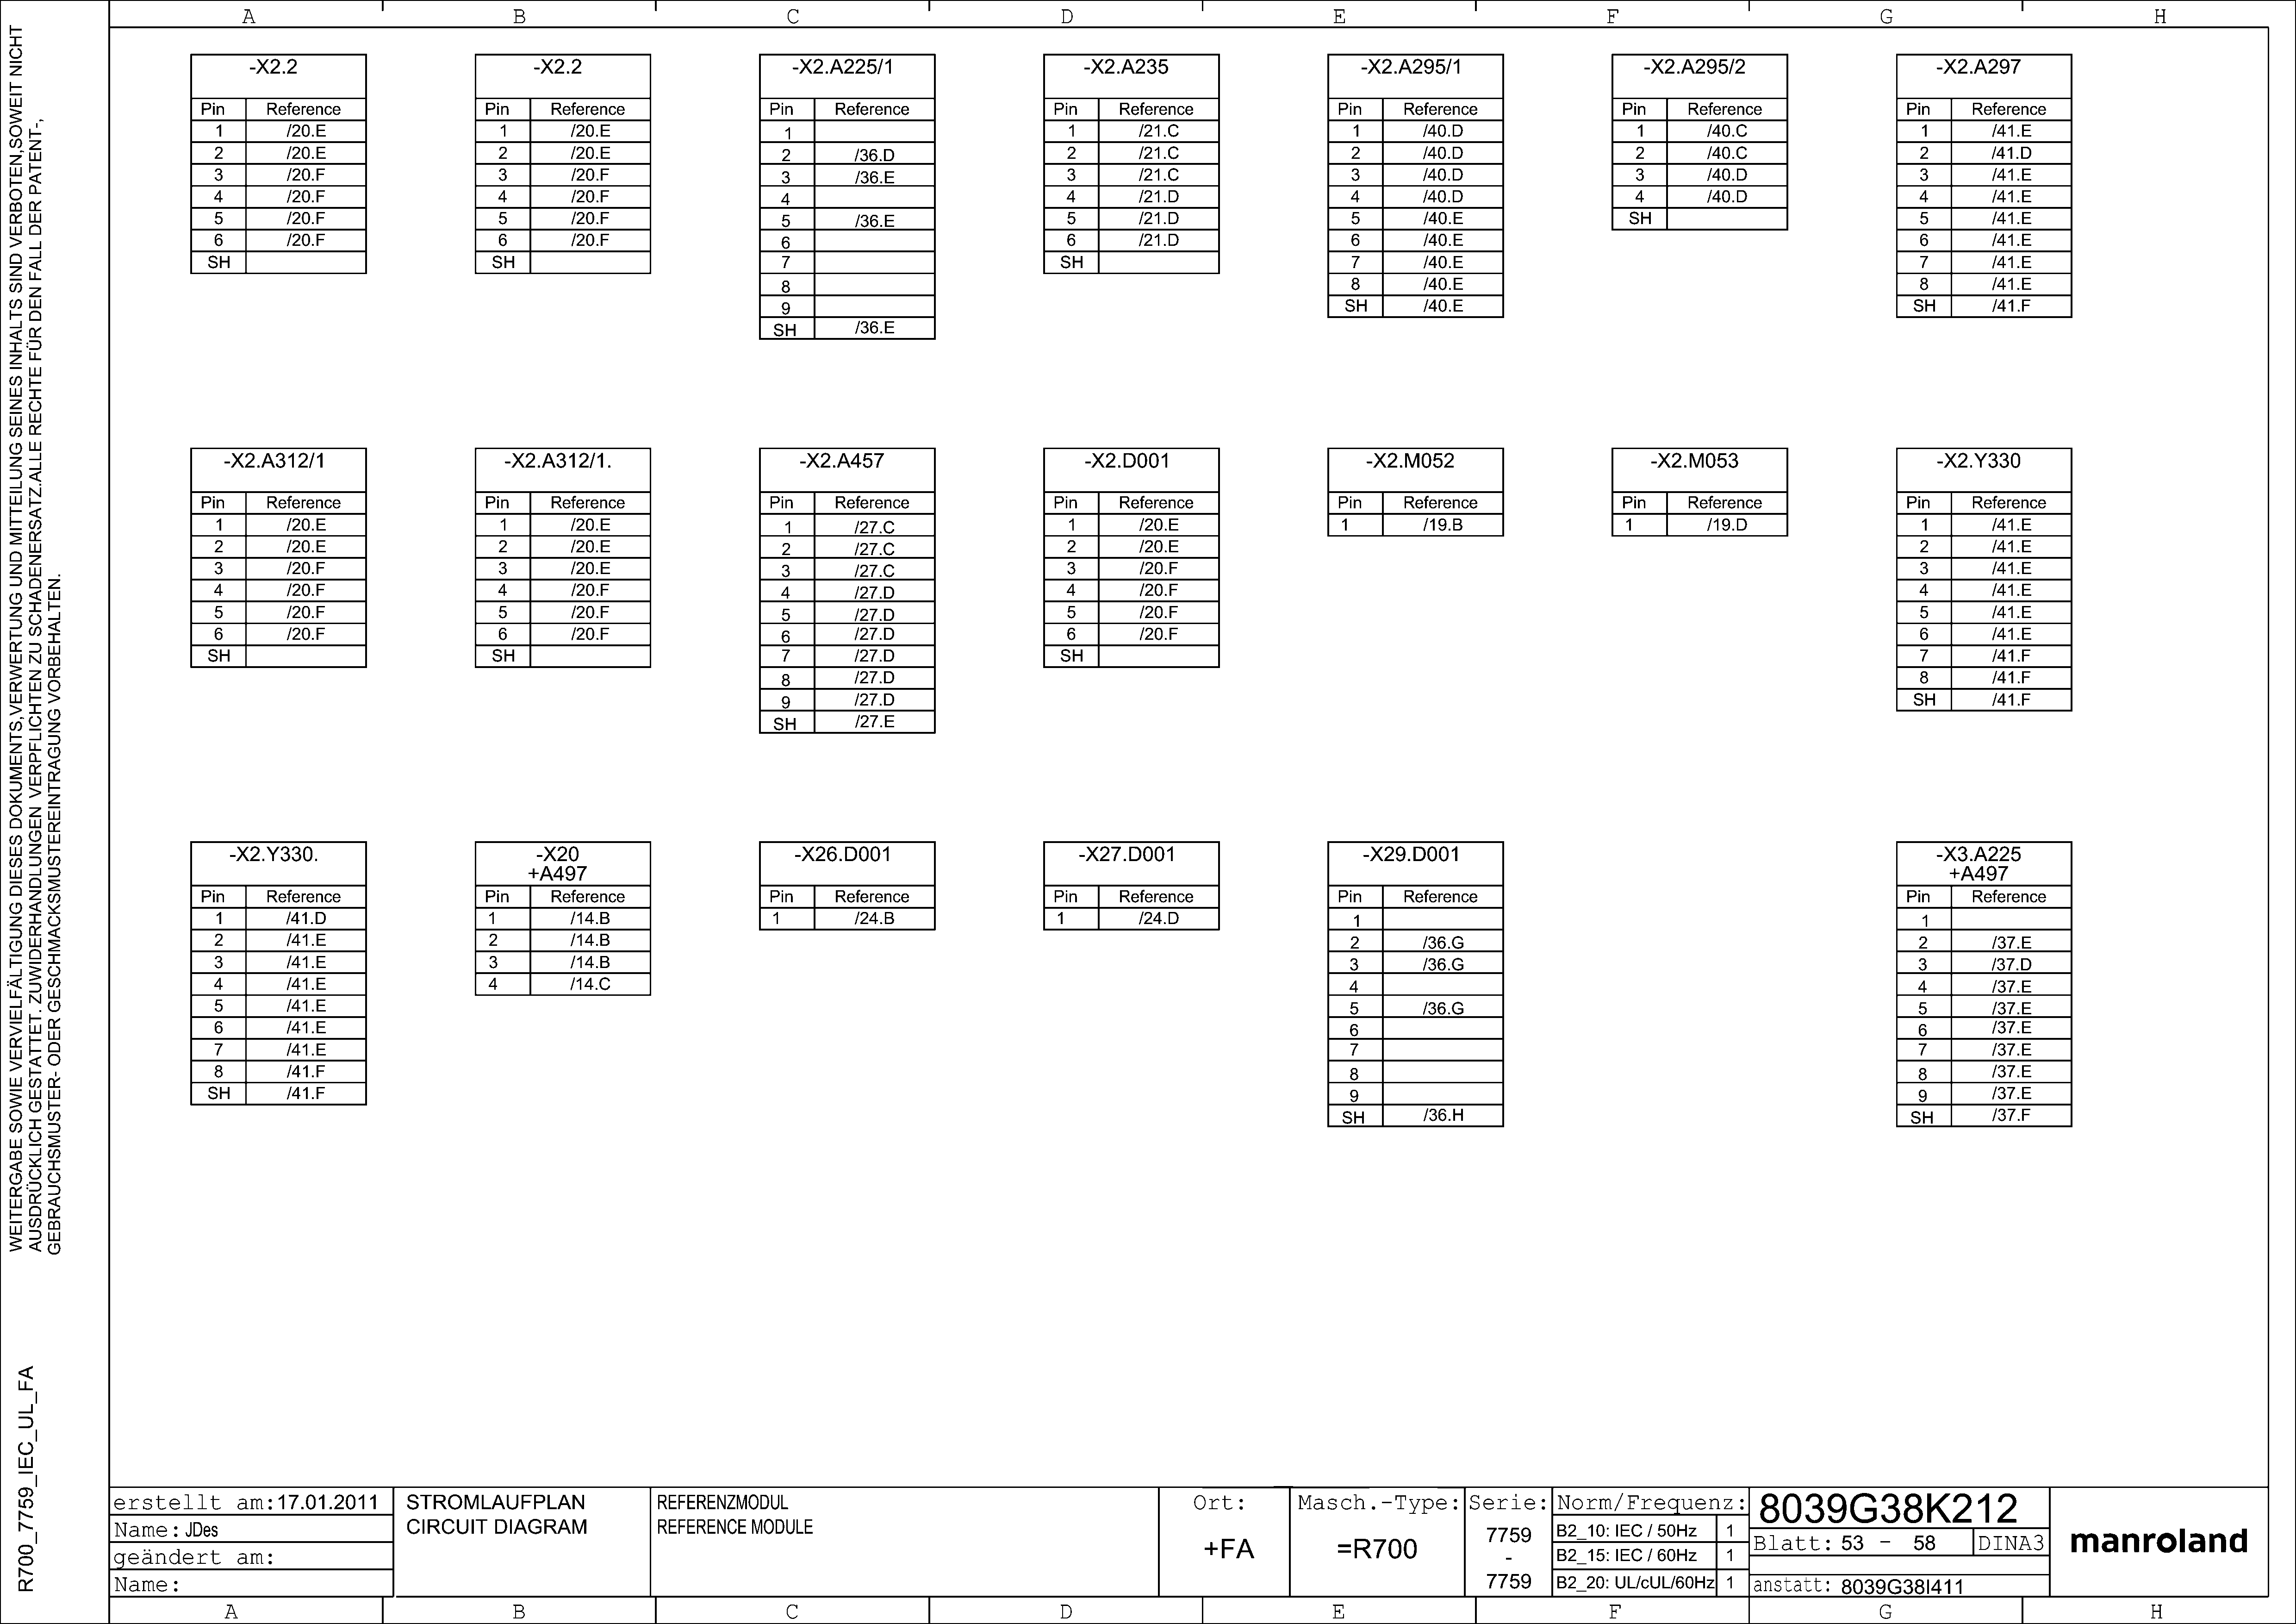 A B C D E F G H
WEITERGABE SOWIE VERVIELFÄLTIGUNG DIESES DOKUMENTS,VERWERTUNG UND MITTEILUNG SEINES INHALTS SIND VERBOTEN,SOWEIT NICHT
AUSDRÜCKLICH GESTATTET. ZUWIDERHANDLUNGEN VERPFLICHTEN ZU SCHADENERSATZ.ALLE RECHTE FÜR DEN FALL DER PATENT-,
GEBRAUCHSMUSTER- ODER GESCHMACKSMUSTEREINTRAGUNG VORBEHALTEN.
R700_7759_IEC_UL_FA
-X2.2
Pin Reference
1 /20.E
2 /20.E
3 /20.F
4 /20.F
5 /20.F
6 /20.F
SH
-X2.2
Pin Reference
1 /20.E
2 /20.E
3 /20.F
4 /20.F
5 /20.F
6 /20.F
SH
-X2.A225/1
Pin Reference
1
2 /36.D
3 /36.E
4
5 /36.E
6
7
8
9
SH /36.E
-X2.A235
Pin Reference
1 /21.C
2 /21.C
3 /21.C
4 /21.D
5 /21.D
6 /21.D
SH
-X2.A295/1
Pin Reference
1 /40.D
2 /40.D
3 /40.D
4 /40.D
5 /40.E
6 /40.E
7 /40.E
8 /40.E
SH /40.E
-X2.A295/2
Pin Reference
1 /40.C
2 /40.C
3 /40.D
4 /40.D
SH
-X2.A297
Pin Reference
1 /41.E
2 /41.D
3 /41.E
4 /41.E
5 /41.E
6 /41.E
7 /41.E
8 /41.E
SH /41.F
-X2.A312/1
Pin Reference
1 /20.E
2 /20.E
3 /20.F
4 /20.F
5 /20.F
6 /20.F
SH
-X2.A312/1.
Pin Reference
1 /20.E
2 /20.E
3 /20.E
4 /20.F
5 /20.F
6 /20.F
SH
-X2.A457
Pin Reference
1 /27.C
2 /27.C
3 /27.C
4 /27.D
5 /27.D
6 /27.D
7 /27.D
8 /27.D
9 /27.D
SH /27.E
-X2.D001
Pin Reference
1 /20.E
2 /20.E
3 /20.F
4 /20.F
5 /20.F
6 /20.F
SH
-X2.M052
Pin Reference
1 /19.B
-X2.M053
Pin Reference
1 /19.D
-X2.Y330
Pin Reference
1 /41.E
2 /41.E
3 /41.E
4 /41.E
5 /41.E
6 /41.E
7 /41.F
8 /41.F
SH /41.F
-X2.Y330.
Pin Reference
1 /41.D
2 /41.E
3 /41.E
4 /41.E
5 /41.E
6 /41.E
7 /41.E
8 /41.F
SH /41.F
-X20
+A497
Pin Reference
1 /14.B
2 /14.B
3 /14.B
4 /14.C
-X26.D001
Pin Reference
1 /24.B
-X27.D001
Pin Reference
1 /24.D
-X29.D001
Pin Reference
1
2 /36.G
3 /36.G
4
5 /36.G
6
7
8
9
SH /36.H
-X3.A225
+A497
Pin Reference
1
2 /37.E
3 /37.D
4 /37.E
5 /37.E
6 /37.E
7 /37.E
8 /37.E
9 /37.E
SH /37.F
erstellt am:17.01.2011
Name: JDes
geändert am:
Name:
STROMLAUFPLAN
CIRCUIT DIAGRAM
REFERENZMODUL
REFERENCE MODULE
Ort:
+FA
Masch.-Type:
=R700
Serie:
7759
-
7759
Norm/Frequenz:
B2_10: IEC / 50Hz 1
B2_15: IEC / 60Hz 1
B2_20: UL/cUL/60Hz 1
8039G38K212
Blatt: 53 - 58 DINA3
anstatt: 8039G38I411
manroland
A B C D E F G H